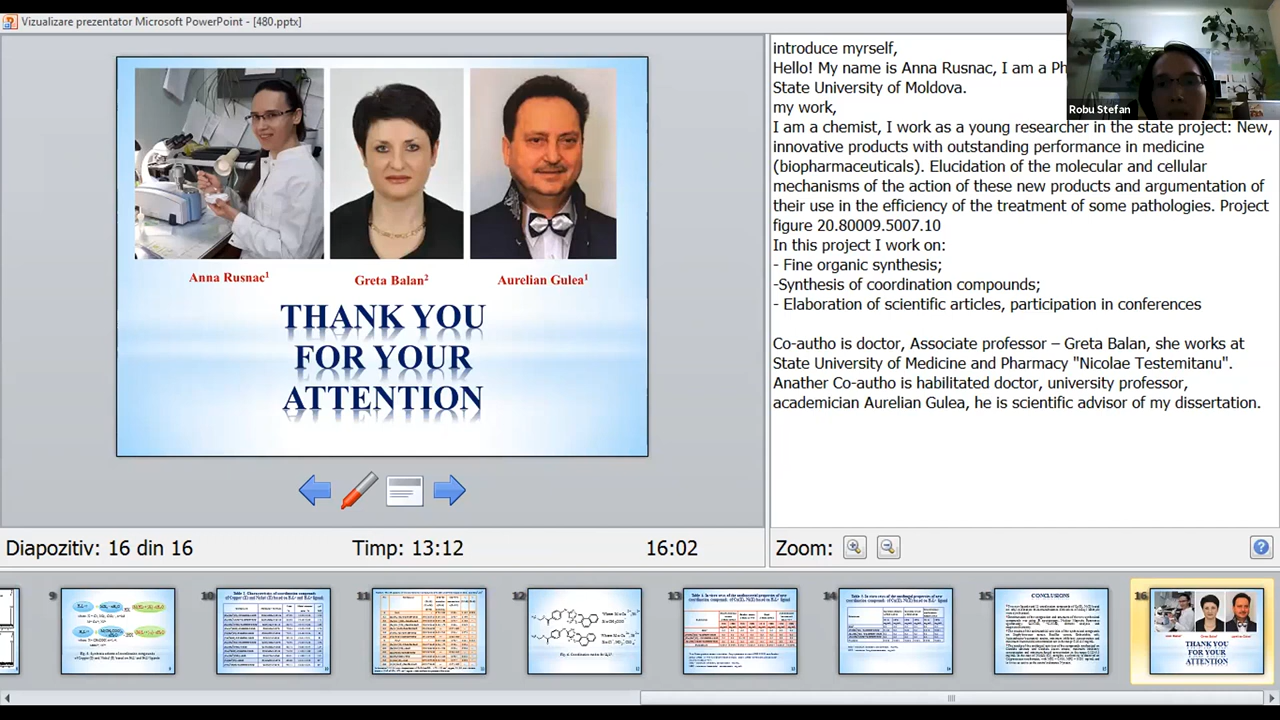 Vizualizare prezentator Microsoft PowerPoint - [480.pptx]
Anna Rusnac¹
Greta Balan²
Aurelian Gulea¹
THANK YOU
FOR YOUR
ATTENTION
introduce myrself,
Hello! My name is Anna Rusnac, I am a Ph
State University of Moldova.
my work,
I am a chemist, I work as a young researcher in the state project: New,
innovative products with outstanding performance in medicine
(biopharmaceuticals). Elucidation of the molecular and cellular
mechanisms of the action of these new products and argumentation of
their use in the efficiency of the treatment of some pathologies. Project
figure 20.80009.5007.10
In this project I work on:
- Fine organic synthesis;
-Synthesis of coordination compounds;
- Elaboration of scientific articles, participation in conferences
Co-autho is doctor, Associate professor – Greta Balan, she works at
State University of Medicine and Pharmacy "Nicolae Testemitanu".
Anather Co-autho is habilitated doctor, university professor,
academician Aurelian Gulea, he is scientific advisor of my dissertation.
Robu Stefan
Diapozitiv: 16 din 16
Timp: 13:12
16:02
Zoom:
9
10
11
12
13
14
15
CONCLUSIONS
16
THANK YOU
FOR YOUR
ATTENTION